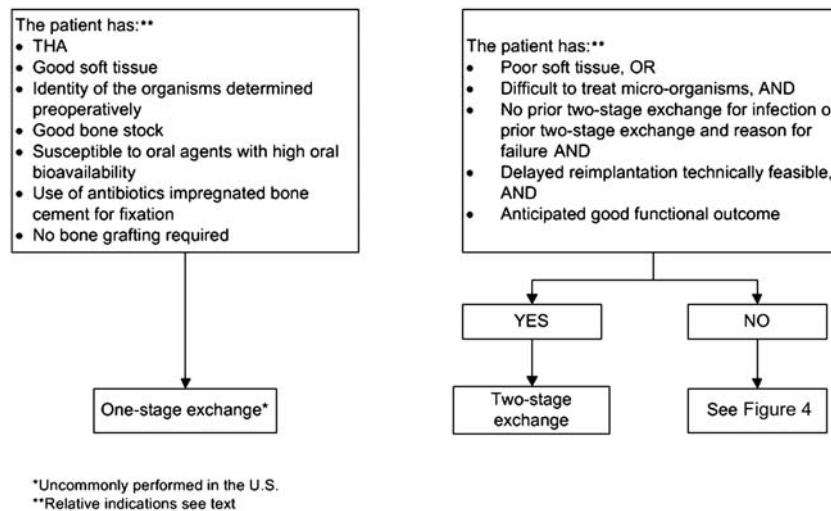 The patient has:**
• THA
• Good soft tissue
• Identity of the organisms determined
preoperatively
• Good bone stock
• Susceptible to oral agents with high oral
bioavailability
• Use of antibiotics impregnated bone
cement for fixation
• No bone grafting required
One-stage exchange*
The patient has:**
• Poor soft tissue, OR
• Difficult to treat micro-organisms, AND
• No prior two-stage exchange for infection
prior two-stage exchange and reason for
failure AND
• Delayed reimplantation technically feasible,
AND
• Anticipated good functional outcome
YES
NO
Two-stage
exchange
See Figure 4
*Uncommonly performed in the U.S.
**Relative indications see text